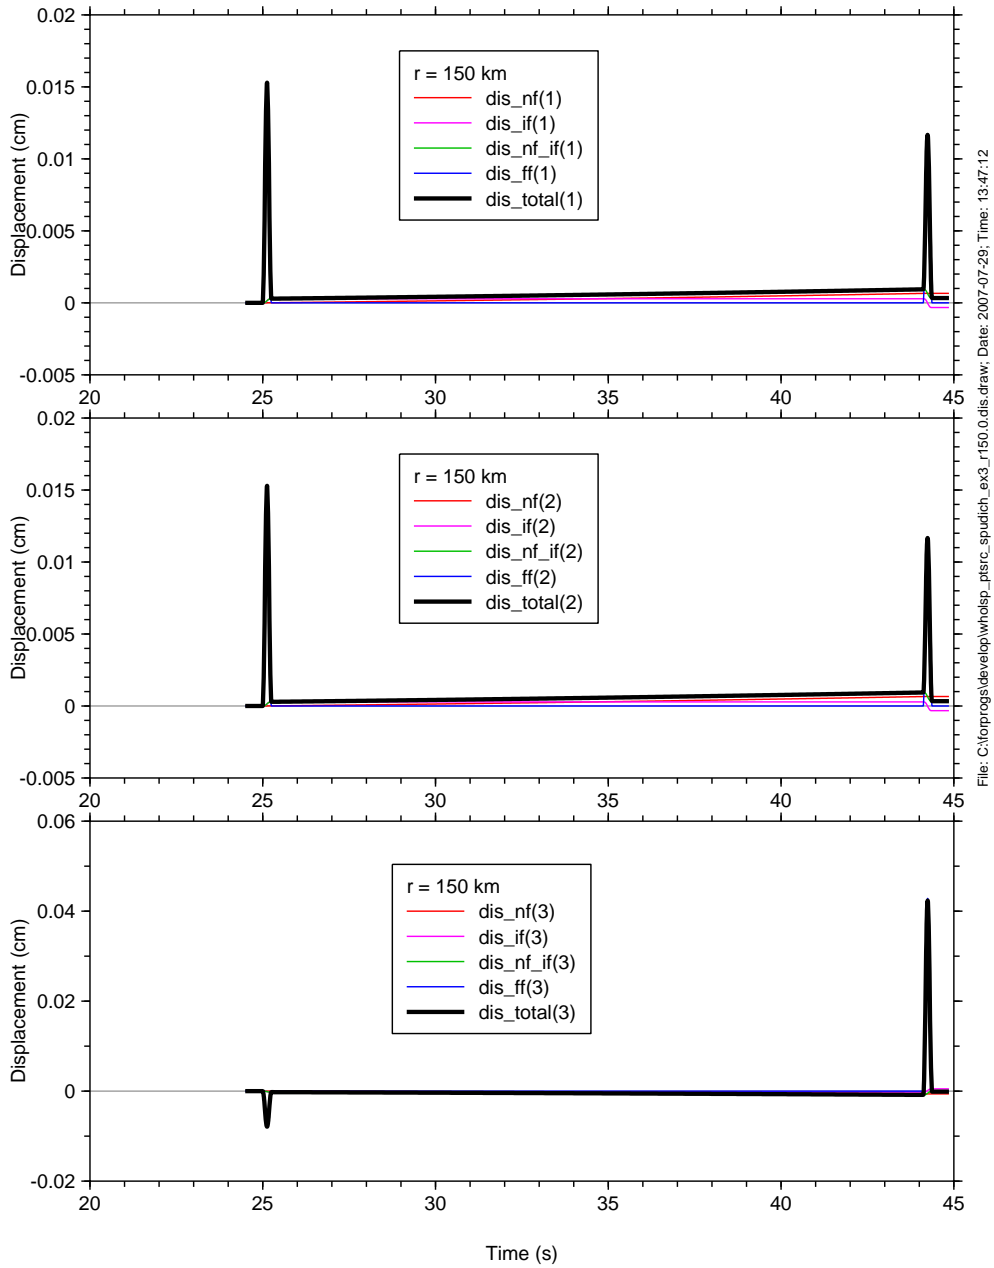 0.02
0.015
0.01
0.005
0
-0.005
Displacement (cm)
r = 150 km
dis_nf(1)
dis_if(1)
dis_nf_if(1)
dis_ff(1)
dis_total(1)
20
25
30
35
40
45
0.02
0.015
0.01
0.005
0
-0.005
Displacement (cm)
r = 150 km
dis_nf(2)
dis_if(2)
dis_nf_if(2)
dis_ff(2)
dis_total(2)
20
25
30
35
40
45
0.06
0.04
0.02
0
-0.02
Displacement (cm)
r = 150 km
dis_nf(3)
dis_if(3)
dis_nf_if(3)
dis_ff(3)
dis_total(3)
20
25
30
35
40
45
Time (s)
File: C:\forprogs\develop\wholsp_ptsrc_spudich_ex3_r150.0.dis.draw; Date: 2007-07-29; Time: 13:47:12